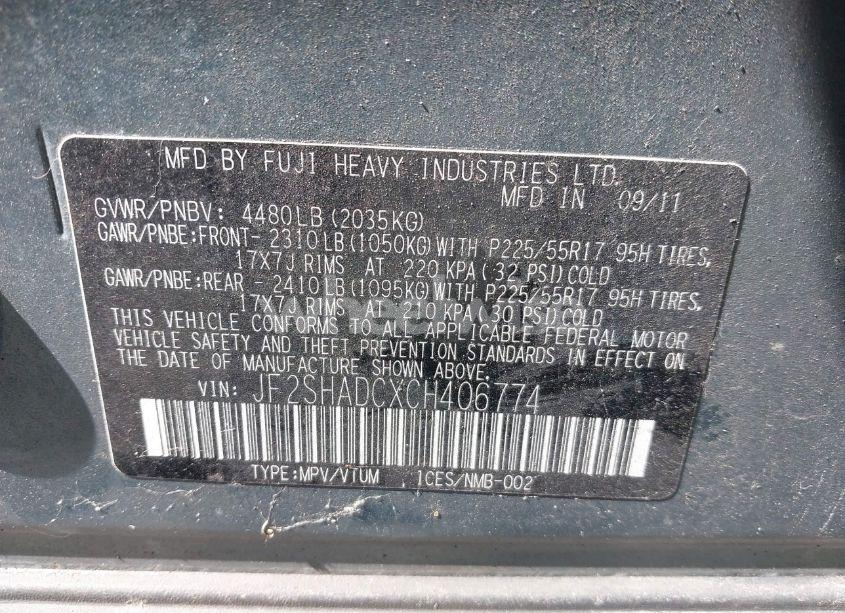 MFD BY FUJI HEAVY INDUSTRIES LTD.
MFD IN 09/11
GVWR/PNBV: 4480LB(2035KG)
GAWR/PNBE:FRONT- 2310LB(1050KG)WITH P225/55R17 95H TIRES,
17X7J RIMS AT 220 KPA(32 PSI)COLD
GAWR/PNBE:REAR - 2410LB(1095KG)WITH P225/55R17 95H TIRES,
17X7J RIMS AT 210 KPA(30 PSI)COLD
THIS VEHICLE CONFORMS TO ALL APPLICABLE FEDERAL MOTOR
VEHICLE SAFETY AND THEFT PREVENTION STANDARDS IN EFFECT ON
THE DATE OF MANUFACTURE SHOWN ABOVE.
VIN: JF2SHADCXCH406774
TYPE:MPV/VTUM 1CES/NMB-002